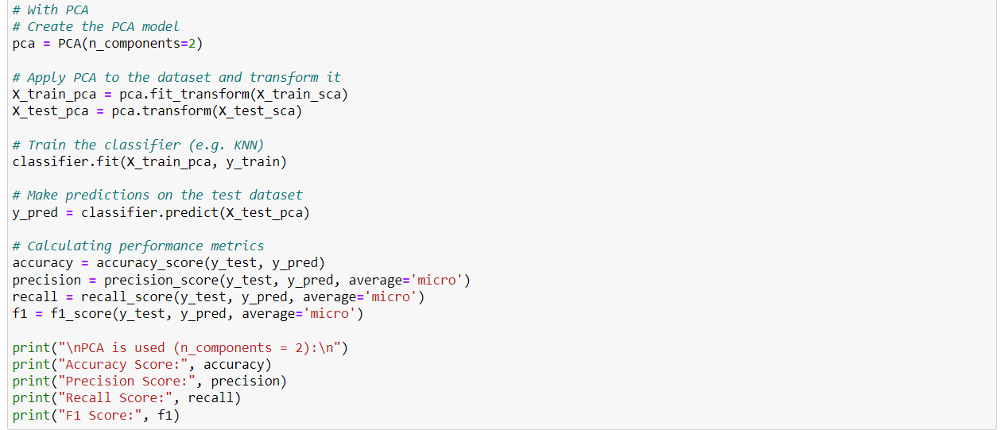 # With PCA
# Create the PCA model
pca = PCA(n_components=2)
# Apply PCA to the dataset and transform it
X_train_pca = pca.fit_transform(X_train_sca)
X_test_pca = pca.transform(X_test_sca)
# Train the classifier (e.g. KNN)
classifier.fit(X_train_pca, y_train)
# Make predictions on the test dataset
y_pred = classifier.predict(X_test_pca)
# Calculating performance metrics
accuracy = accuracy_score(y_test, y_pred)
precision = precision_score(y_test, y_pred, average='micro')
recall = recall_score(y_test, y_pred, average='micro')
f1 = f1_score(y_test, y_pred, average='micro')
print("\nPCA is used (n_components = 2):\n")
print("Accuracy Score:", accuracy)
print("Precision Score:", precision)
print("Recall Score:", recall)
print("F1 Score:", f1)